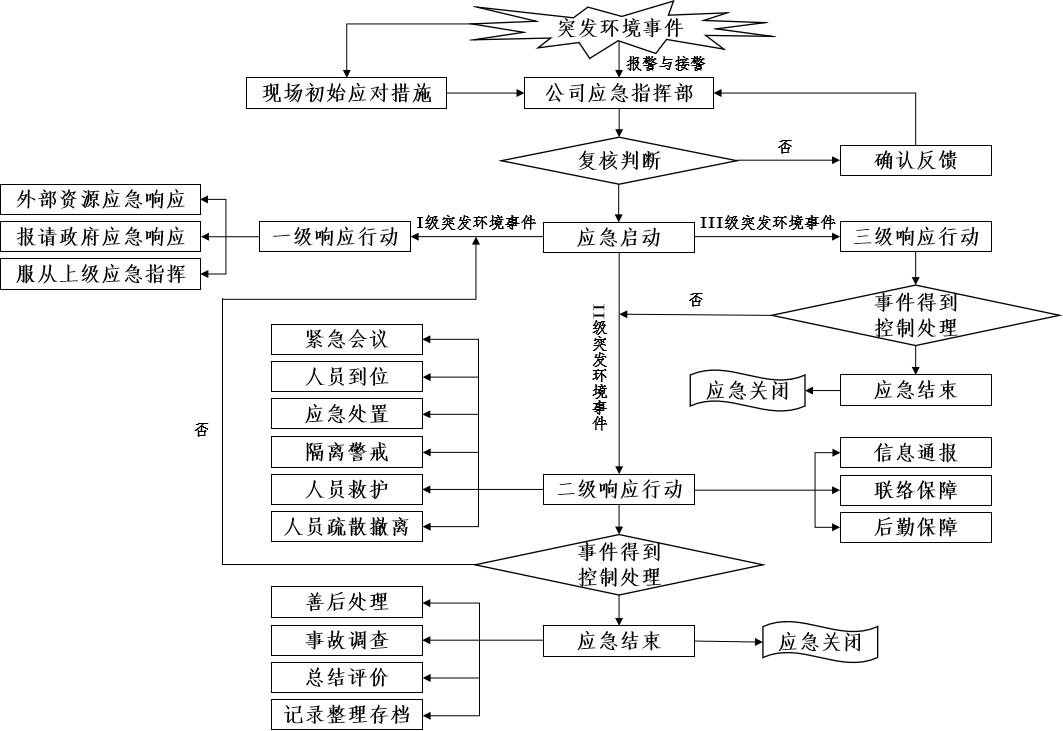 突发环境事件
报警与接警
现场初始应对措施
公司应急指挥部
复核判断
否
确认反馈
外部资源应急响应
报请政府应急响应
服从上级应急指挥
一级响应行动
I级突发环境事件
应急启动
III级突发环境事件
三级响应行动
否
事件得到
控制处理
II级突发环境事件
紧急会议
人员到位
应急处置
隔离警戒
人员救护
人员疏散撤离
应急关闭
应急结束
否
二级响应行动
信息通报
联络保障
后勤保障
事件得到
控制处理
善后处理
事故调查
总结评价
记录整理存档
应急结束
应急关闭